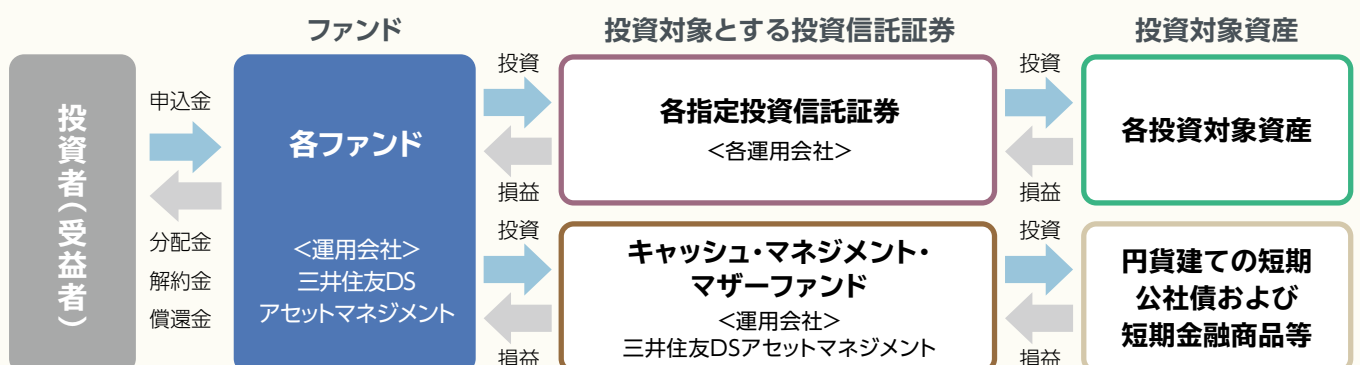 ファンド
投資対象とする投資信託証券
投資対象資産
投資者(受益者)
申込金
分配金
解約金
償還金
各ファンド
<運用会社>
三井住友DS
アセットマネジメント
投資
損益
各指定投資信託証券
<各運用会社>
投資
損益
各投資対象資産
投資
損益
キャッシュ・マネジメント・
マザーファンド
<運用会社>
三井住友DSアセットマネジメント
投資
損益
円貨建ての短期
公社債および
短期金融商品等